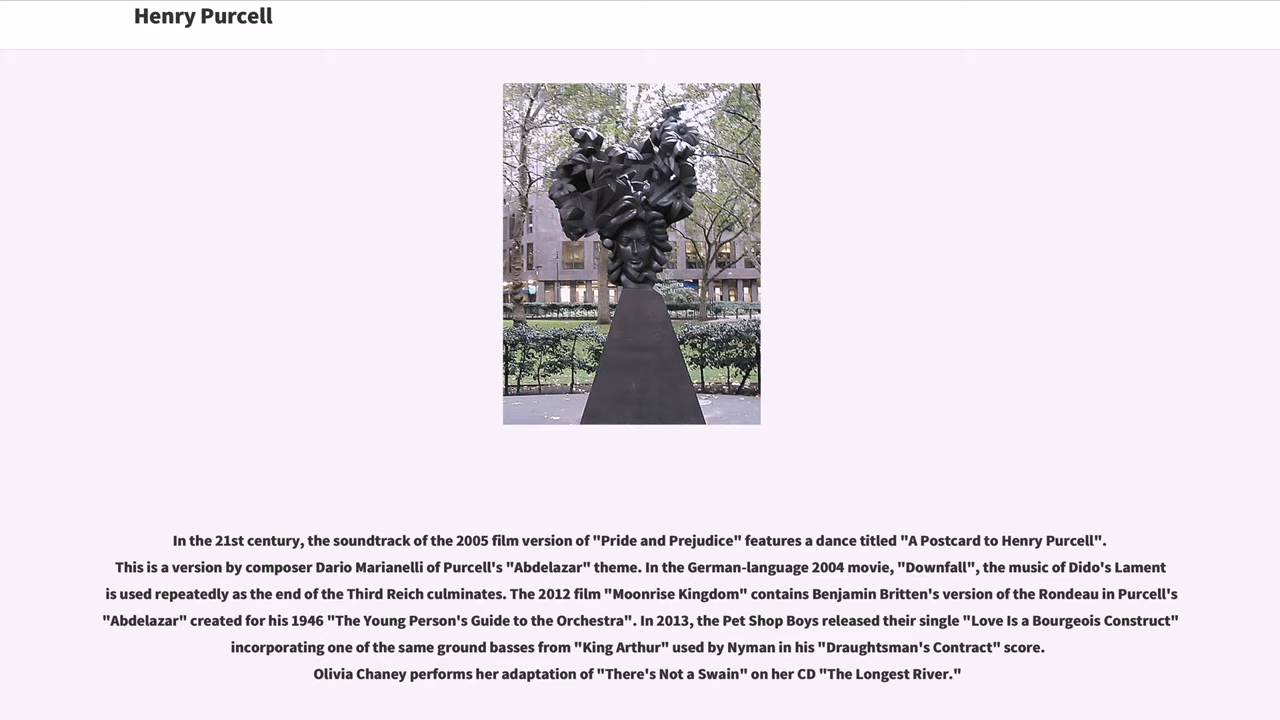 Henry Purcell
In the 21st century, the soundtrack of the 2005 film version of "Pride and Prejudice" features a dance titled "A Postcard to Henry Purcell".
This is a version by composer Dario Marianelli of Purcell's "Abdelazar" theme. In the German-language 2004 movie, "Downfall", the music of Dido's Lament
is used repeatedly as the end of the Third Reich culminates. The 2012 film "Moonrise Kingdom" contains Benjamin Britten's version of the Rondeau in Purcell's
"Abdelazar" created for his 1946 "The Young Person's Guide to the Orchestra". In 2013, the Pet Shop Boys released their single "Love Is a Bourgeois Construct"
incorporating one of the same ground basses from "King Arthur" used by Nyman in his "Draughtsman's Contract" score.
Olivia Chaney performs her adaptation of "There's Not a Swain" on her CD "The Longest River."